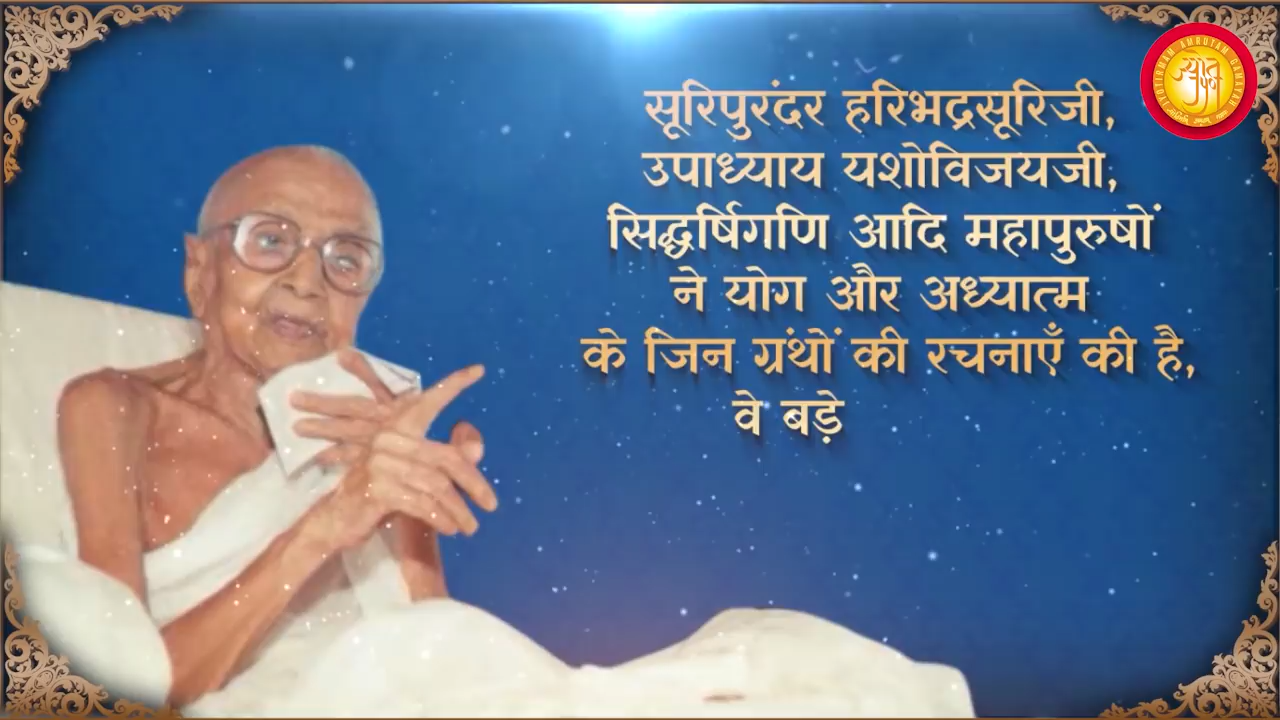 सूरिपुरंदर हरिभद्रसूरिजी,
उपाध्याय यशोविजयजी,
सिद्धर्षिगणि आदि महापुरुषों
ने योग और अध्यात्म
के जिन ग्रंथों की रचनाएँ की है,
वे बड़े